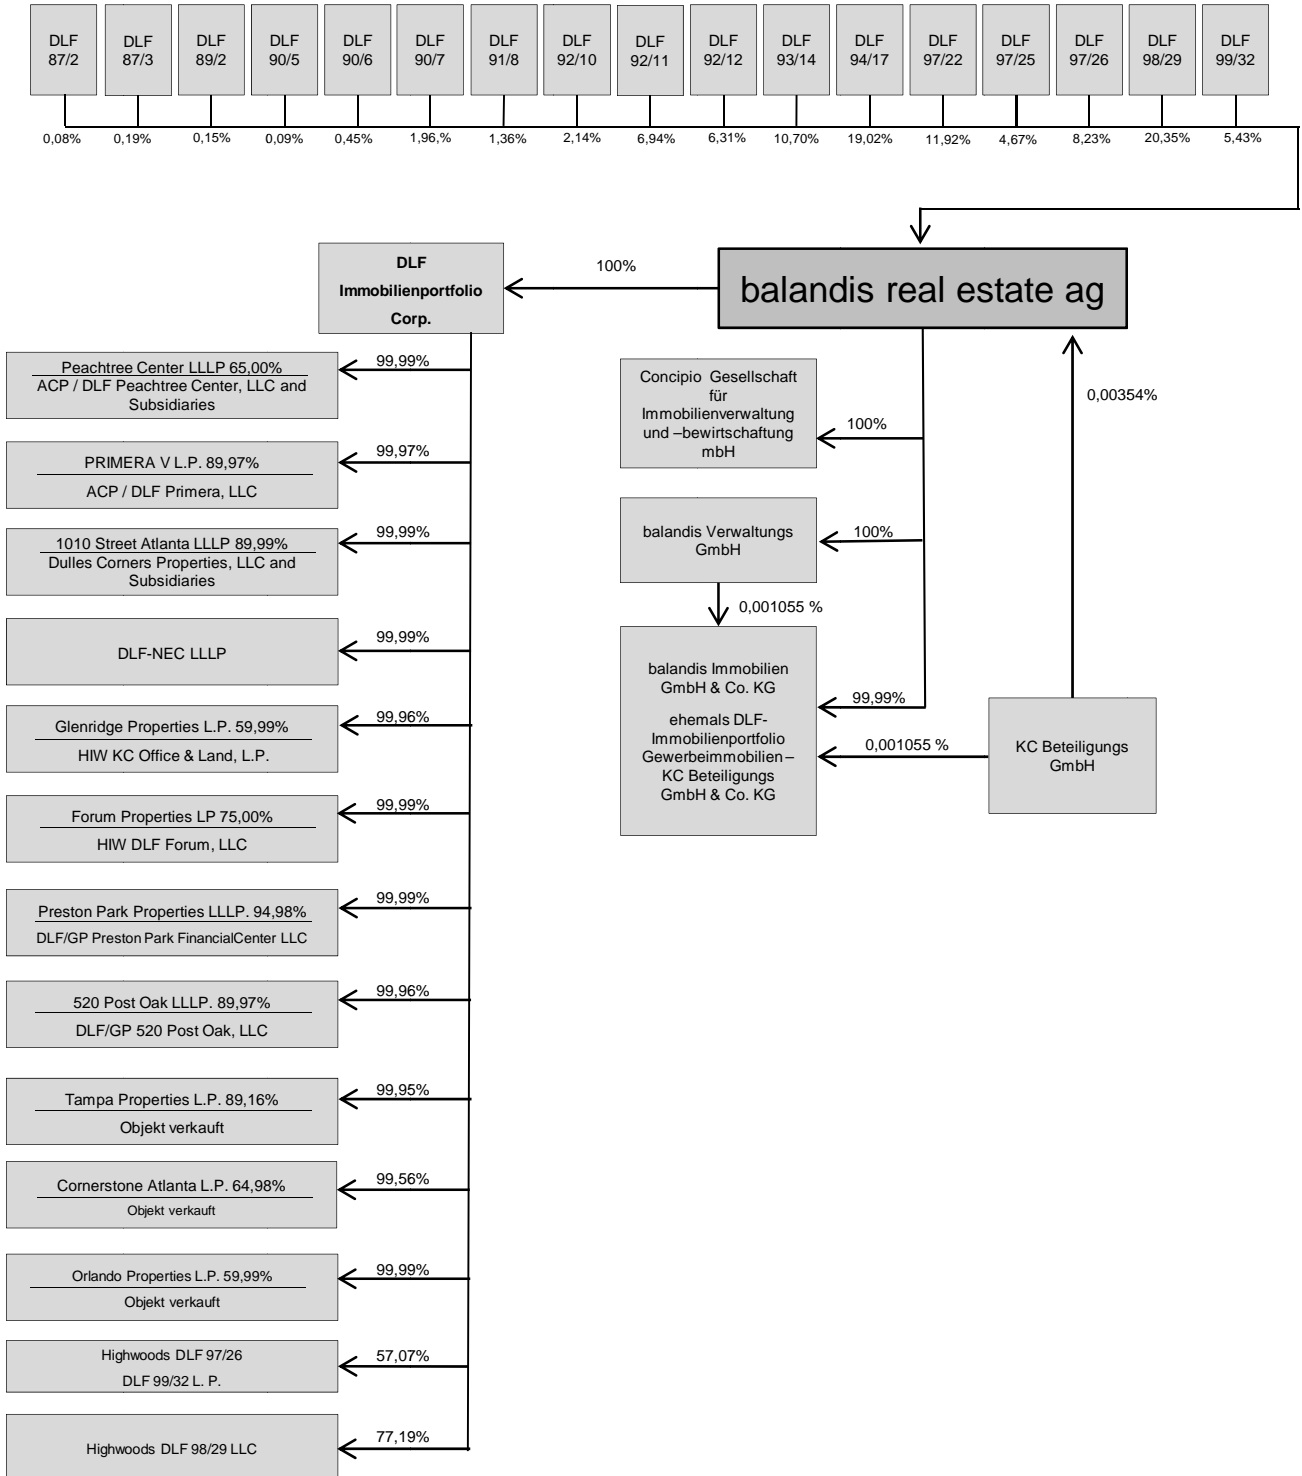 DLF
87/2
DLF
87/3
DLF
89/2
DLF
90/5
DLF
90/6
DLF
90/7
DLF
91/8
DLF
92/10
DLF
92/11
DLF
92/12
DLF
93/14
DLF
94/17
DLF
97/22
DLF
97/25
DLF
97/26
DLF
98/29
DLF
99/32
0,08%
0,19%
0,15%
0,09%
0,45%
1,96,%
1,36%
2,14%
6,94%
6,31%
10,70%
19,02%
11,92%
4,67%
8,23%
20,35%
5,43%
DLF
Immobilienportfolio
Corp.
100%
balandis real estate ag
Peachtree Center LLLP 65,00%
ACP / DLF Peachtree Center, LLC and
Subsidiaries
99,99%
PRIMERA V L.P. 89,97%
ACP / DLF Primera, LLC
99,97%
1010 Street Atlanta LLLP 89,99%
Dulles Corners Properties, LLC and
Subsidiaries
99,99%
DLF-NEC LLLP
99,99%
Glenridge Properties L.P. 59,99%
HIW KC Office & Land, L.P.
99,96%
Forum Properties LP 75,00%
HIW DLF Forum, LLC
99,99%
Preston Park Properties LLLP. 94,98%
DLF/GP Preston Park FinancialCenter LLC
99,99%
520 Post Oak LLLP. 89,97%
DLF/GP 520 Post Oak, LLC
99,96%
Tampa Properties L.P. 89,16%
Objekt verkauft
99,95%
Cornerstone Atlanta L.P. 64,98%
Objekt verkauft
99,56%
Orlando Properties L.P. 59,99%
Objekt verkauft
99,99%
Highwoods DLF 97/26
DLF 99/32 L. P.
57,07%
Highwoods DLF 98/29 LLC
77,19%
Concipio Gesellschaft
für
Immobilienverwaltung
und –bewirtschaftung
mbH
100%
0,00354%
balandis Verwaltungs
GmbH
100%
0,001055 %
balandis Immobilien
GmbH & Co. KG
ehemals DLF-
Immobilienportfolio
Gewerbeimmobilien –
KC Beteiligungs
GmbH & Co. KG
99,99%
0,001055 %
KC Beteiligungs
GmbH